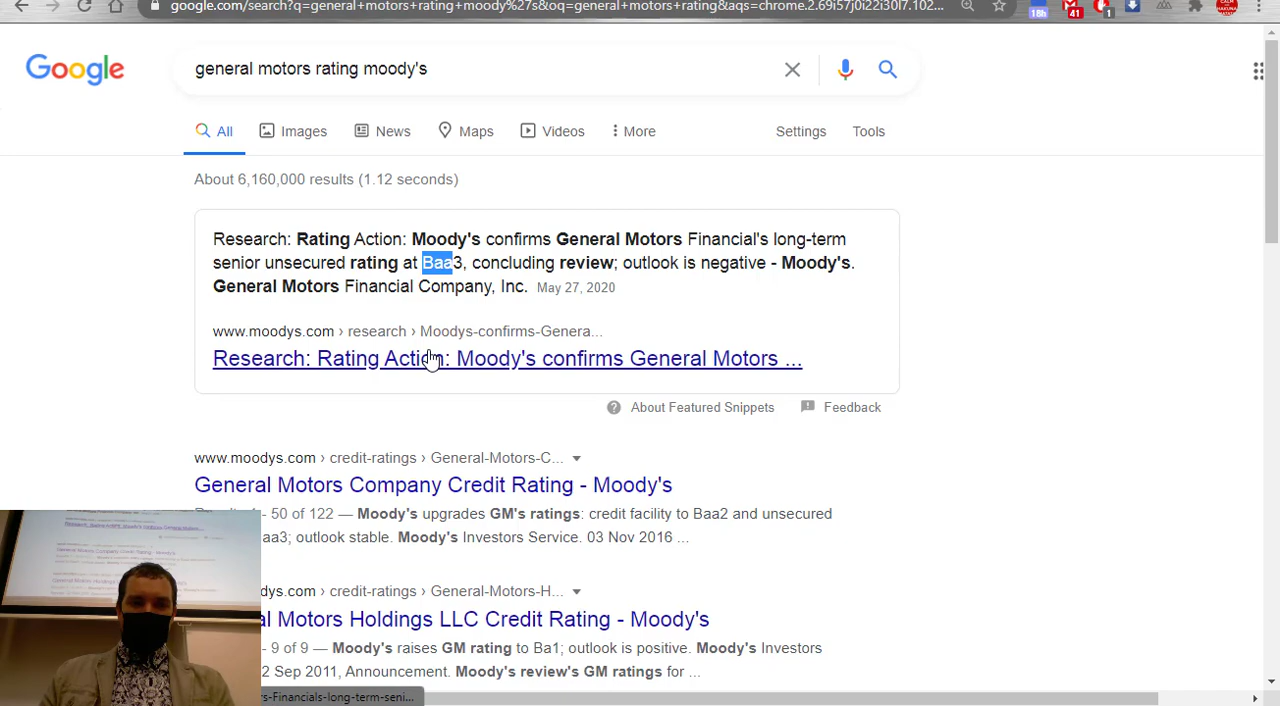 google.com/search?q=general+motors+rating+moody%27s&oq=general+motors+rating&aqs=chrome.2.69i57j0i22i30l7.102...
18h
41
1
Google
general motors rating moody's
All
Images
News
Maps
Videos
More
Settings
Tools
About 6,160,000 results (1.12 seconds)
Research: Rating Action: Moody's confirms General Motors Financial's long-term
senior unsecured rating at Baa3, concluding review; outlook is negative - Moody's.
General Motors Financial Company, Inc. May 27, 2020
www.moodys.com › research › Moodys-confirms-Genera...
Research: Rating Action: Moody's confirms General Motors ...
About Featured Snippets
Feedback
www.moodys.com › credit-ratings › General-Motors-C...
General Motors Company Credit Rating - Moody's
- 50 of 122 — Moody's upgrades GM's ratings: credit facility to Baa2 and unsecured
aa3; outlook stable. Moody's Investors Service. 03 Nov 2016 ...
dys.com › credit-ratings › General-Motors-H...
al Motors Holdings LLC Credit Rating - Moody's
- 9 of 9 — Moody's raises GM rating to Ba1; outlook is positive. Moody's Investors
2 Sep 2011, Announcement. Moody's review's GM ratings for ...
s-Financials-long-term-seni...